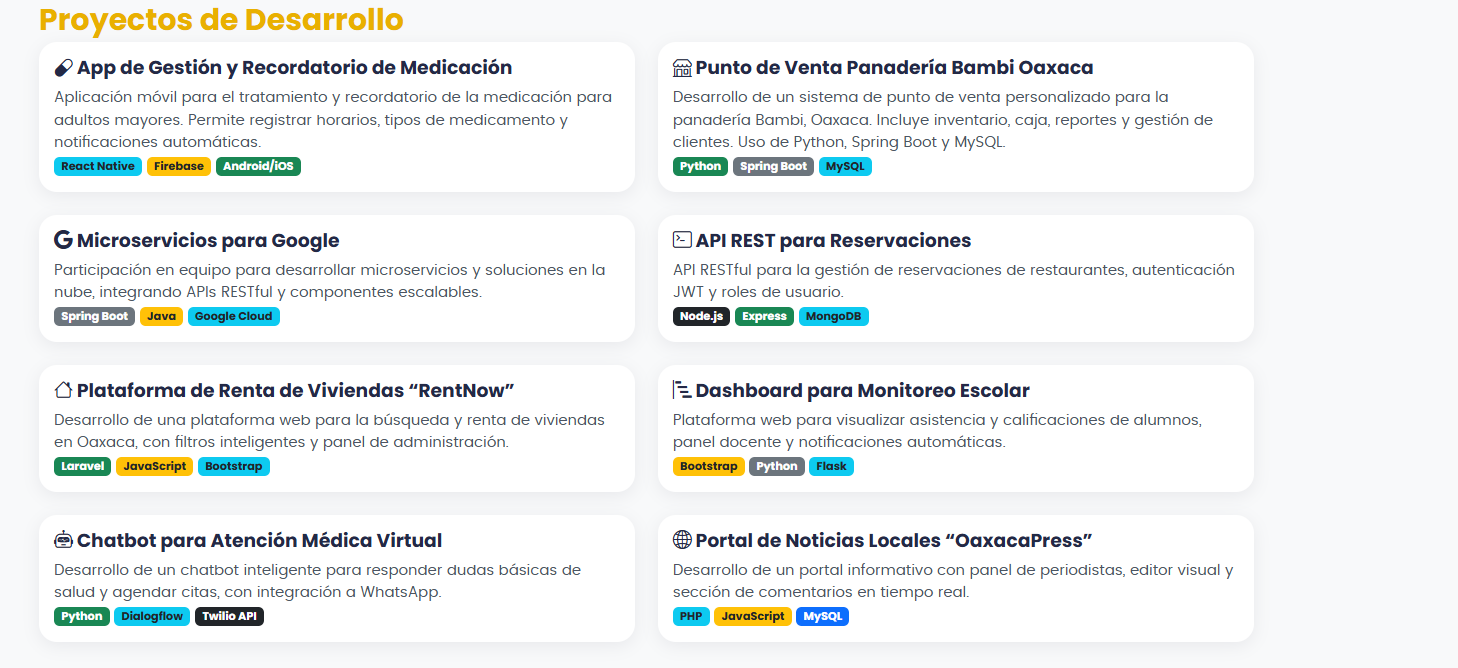 Proyectos de Desarrollo
App de Gestión y Recordatorio de Medicación
Aplicación móvil para el tratamiento y recordatorio de la medicación para
adultos mayores. Permite registrar horarios, tipos de medicamento y
notificaciones automáticas.
React Native Firebase Android/iOS
Punto de Venta Panadería Bambi Oaxaca
Desarrollo de un sistema de punto de venta personalizado para la
panadería Bambi, Oaxaca. Incluye inventario, caja, reportes y gestión de
clientes. Uso de Python, Spring Boot y MySQL.
Python Spring Boot MySQL
Microservicios para Google
Participación en equipo para desarrollar microservicios y soluciones en la
nube, integrando APIs RESTful y componentes escalables.
Spring Boot Java Google Cloud
API REST para Reservaciones
API RESTful para la gestión de reservaciones de restaurantes, autenticación
JWT y roles de usuario.
Node.js Express MongoDB
Plataforma de Renta de Viviendas “RentNow”
Desarrollo de una plataforma web para la búsqueda y renta de viviendas
en Oaxaca, con filtros inteligentes y panel de administración.
Laravel JavaScript Bootstrap
Dashboard para Monitoreo Escolar
Plataforma web para visualizar asistencia y calificaciones de alumnos,
panel docente y notificaciones automáticas.
Bootstrap Python Flask
Chatbot para Atención Médica Virtual
Desarrollo de un chatbot inteligente para responder dudas básicas de
salud y agendar citas, con integración a WhatsApp.
Python Dialogflow Twilio API
Portal de Noticias Locales “OaxacaPress”
Desarrollo de un portal informativo con panel de periodistas, editor visual y
sección de comentarios en tiempo real.
PHP JavaScript MySQL